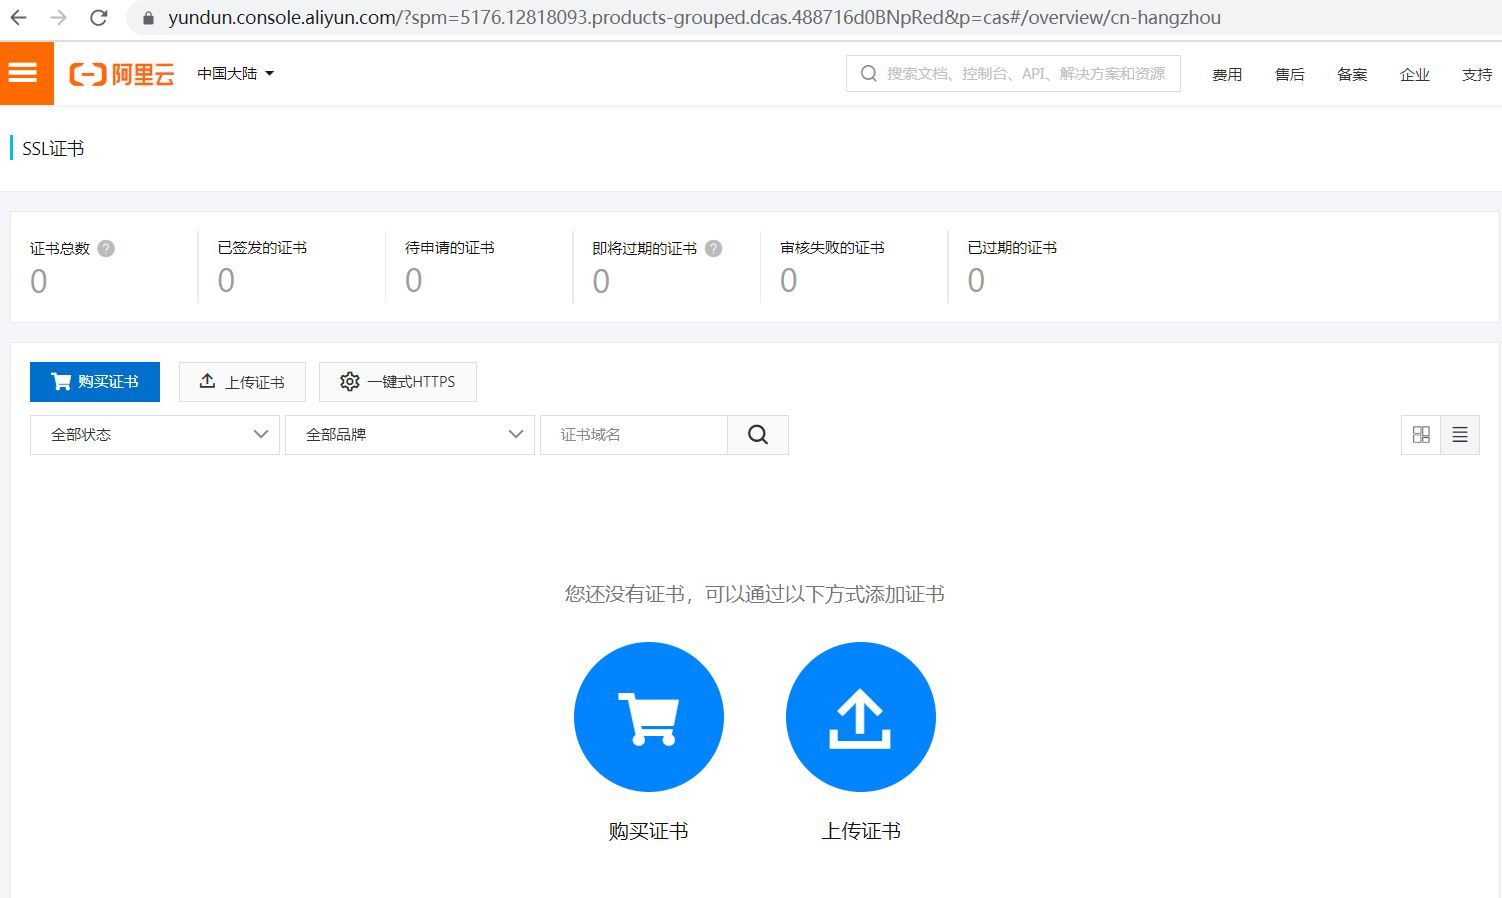 yundun.console.aliyun.com/?spm=5176.12818093.products-grouped.dcas.488716d0BNpRed&p=cas#/overview/cn-hangzhou
阿里云 中国大陆 搜索文档、控制台、API、解决方案和资源 费用 售后 备案 企业 支持
SSL证书
证书总数 ? 已签发的证书 待申请的证书 即将过期的证书 ? 审核失败的证书 已过期的证书
0 0 0 0 0 0
购买证书 上传证书 一键式HTTPS
全部状态 全部品牌 证书域名
您还没有证书，可以通过以下方式添加证书
购买证书 上传证书